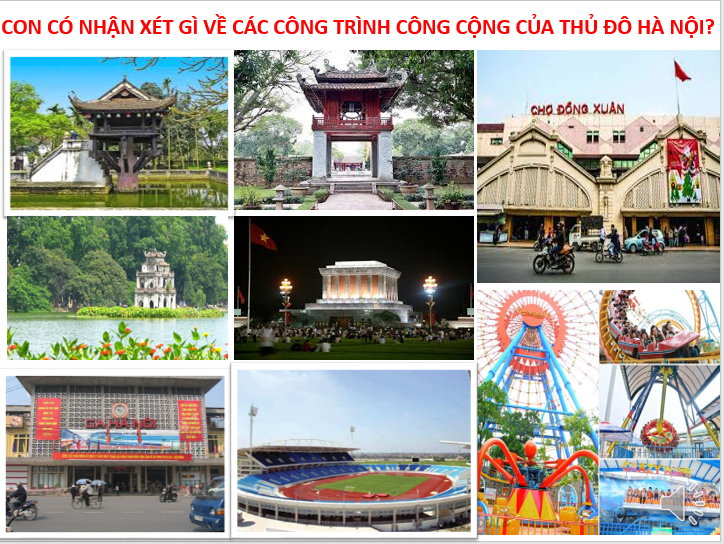 CON CÓ NHẬN XÉT GÌ VỀ CÁC CÔNG TRÌNH CÔNG CỘNG CỦA THỦ ĐÔ HÀ NỘI?
CHỢ ĐỒNG XUÂN
GA HÀ NỘI